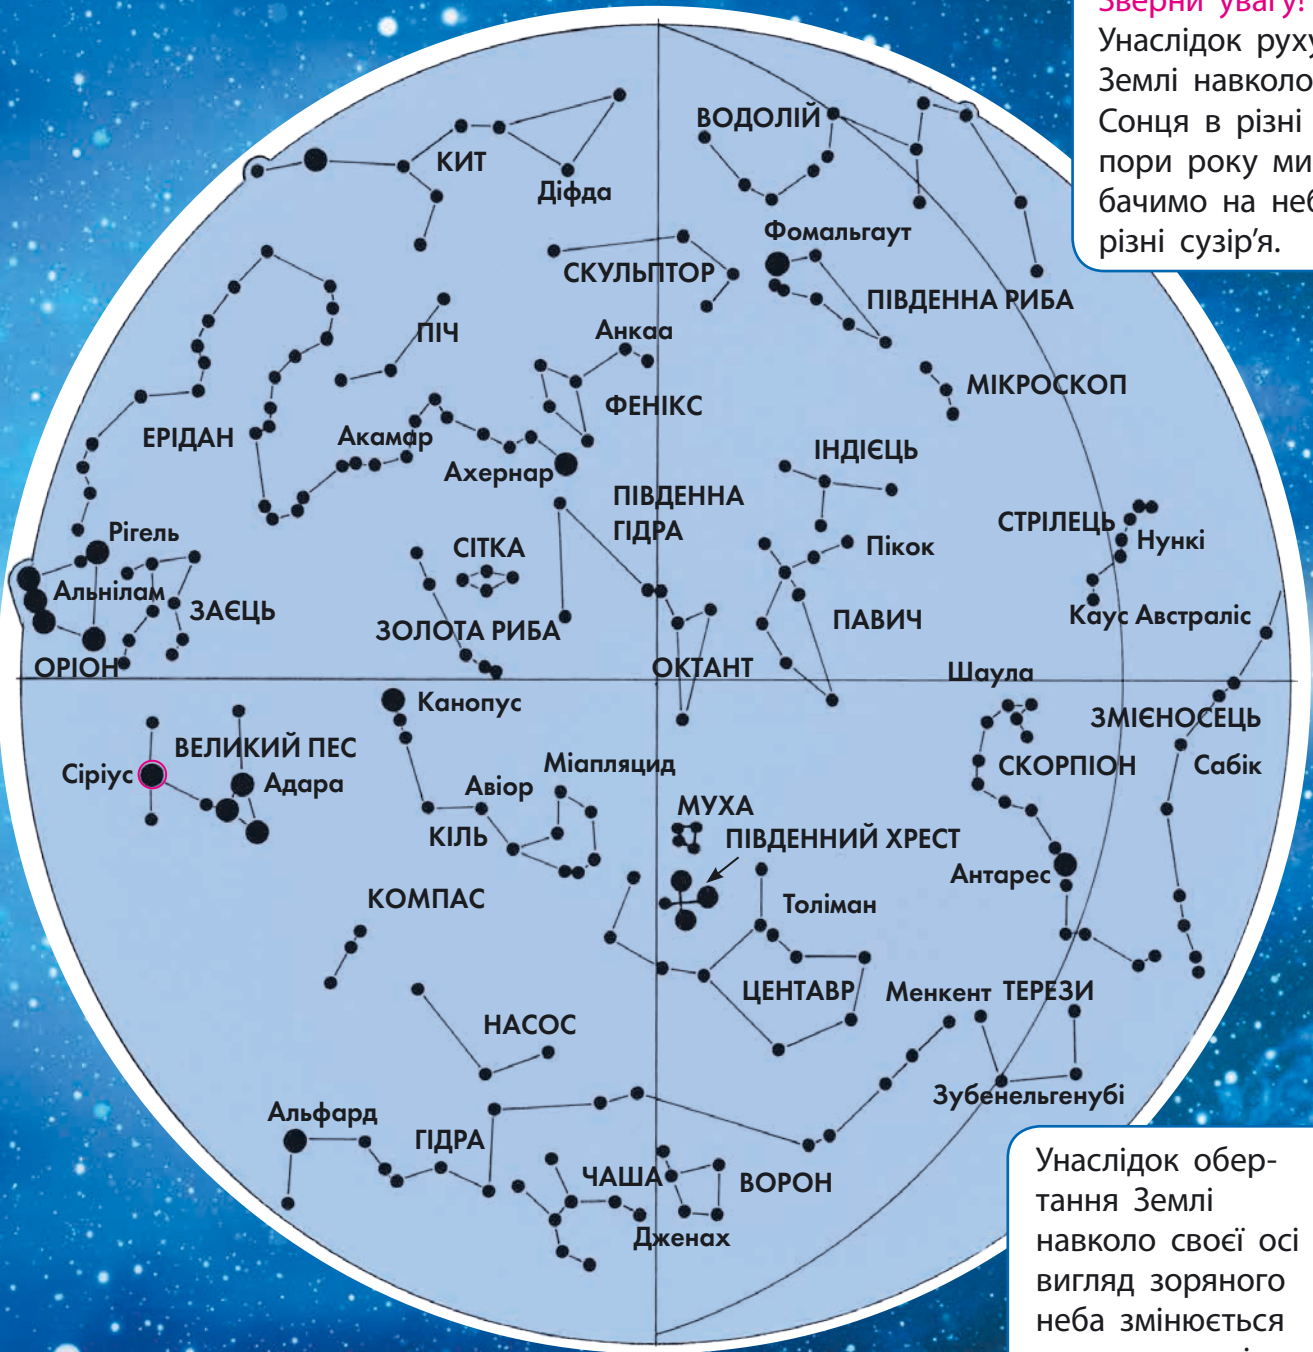 Зверни увагу!
Унаслідок руху
Землі навколо
Сонця в різні
пори року ми
бачимо на неб
різні сузір'я.
ВОДОЛІЙ
КИТ
Діфда
Фомальгаут
СКУЛЬПТОР
ПІВДЕННА РИБА
ПІЧ
Анкаа
МІКРОСКОП
ФЕНІКС
ЕРІДАН
Акамар
Ахернар
ІНДІЄЦЬ
ПІВДЕННА
ГІДРА
СТРІЛЕЦЬ
Рігель
СІТКА
Пікок
Нункі
Альнілам
ЗАЄЦЬ
ЗОЛОТА РИБА
ПАВИЧ
Каус Австраліс
ОРІОН
ОКТАНТ
Шаула
Канопус
ЗМІЄНОСЕЦЬ
ВЕЛИКИЙ ПЕС
Сіріус
Адара
Авіор
Міапляцид
СКОРПІОН
Сабік
МУХА
КІЛЬ
ПІВДЕННИЙ ХРЕСТ
Антарес
КОМПАС
Толіман
ЦЕНТАВР
Менкент
ТЕРЕЗИ
НАСОС
Зубенельгенубі
Альфард
ГІДРА
ЧАША
ВОРОН
Дженах
Унаслідок обер-
тання Землі
навколо своєї осі
вигляд зоряного
неба змінюється